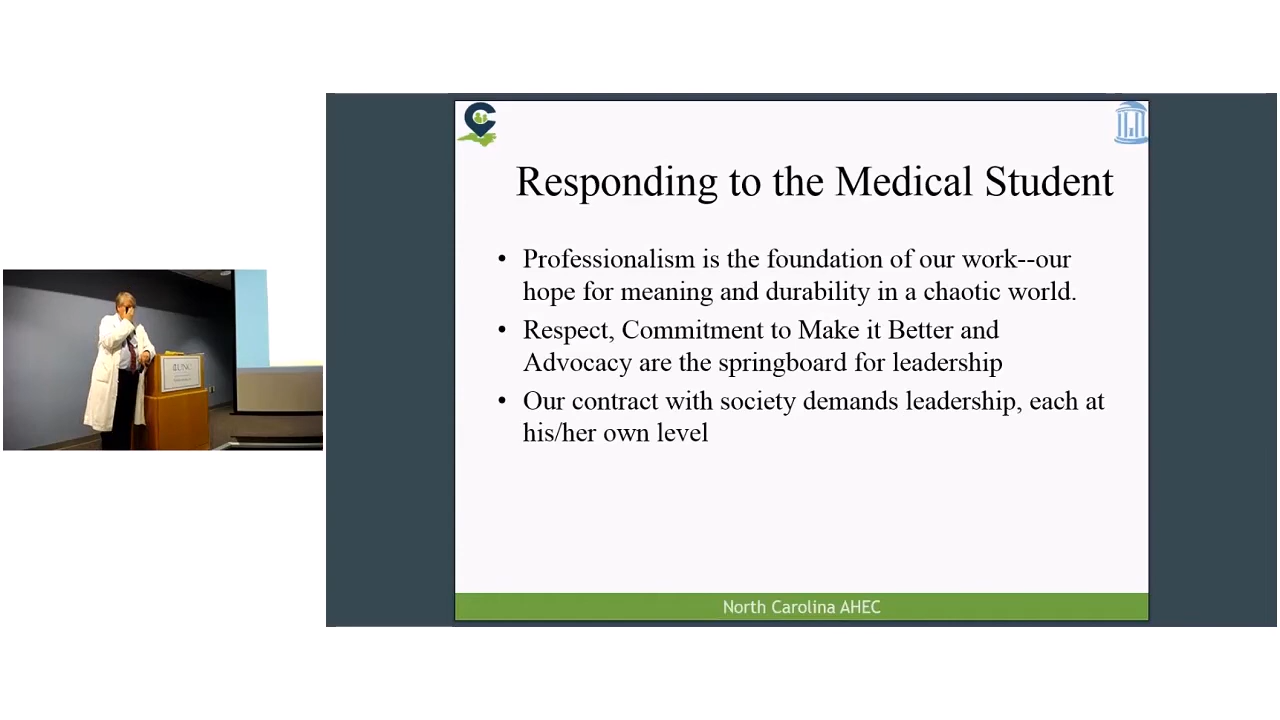 Responding to the Medical Student
• Professionalism is the foundation of our work--our
hope for meaning and durability in a chaotic world.
• Respect, Commitment to Make it Better and
Advocacy are the springboard for leadership
• Our contract with society demands leadership, each at
his/her own level
North Carolina AHEC
UNC